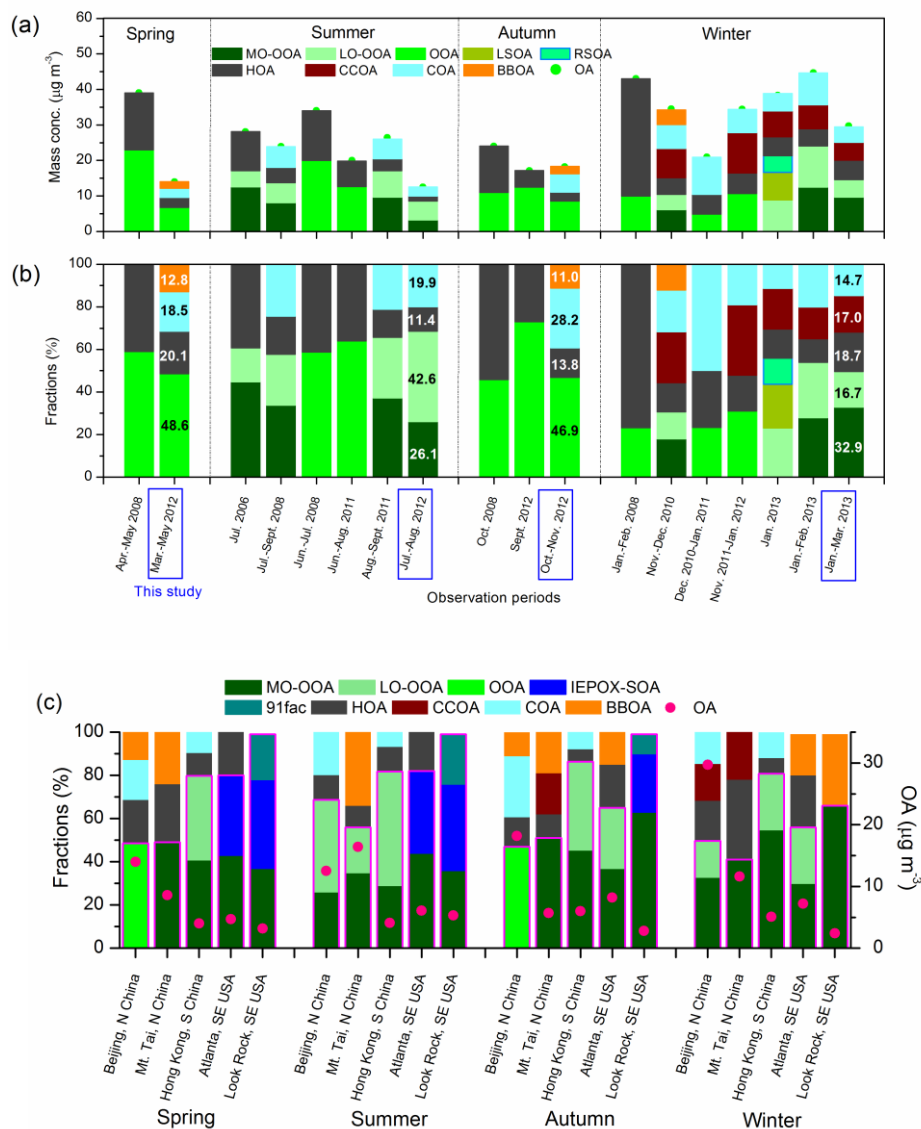 (a)
Spring
Summer
Autumn
Winter
MO-OOA LO-OOA OOA LSOA RSOA
HOA CCOA COA BBOA OA
Mass conc. (μg m⁻³)
60
50
40
30
20
10
0
(b)
Fractions (%)
100
80
60
40
20
0
12.8
18.5
20.1
48.6
19.9
11.4
42.6
26.1
11.0
28.2
13.8
46.9
14.7
17.0
18.7
16.7
32.9
Apr.-May 2008
Mar.-May 2012
Jul. 2006
Jul.-Sept. 2008
Jun.-Jul. 2008
Jun.-Aug. 2011
Aug.-Sept. 2011
Jul.-Aug. 2012
Oct. 2008
Sept. 2012
Oct.-Nov. 2012
Jan.-Feb. 2008
Nov.-Dec. 2010
Dec. 2010-Jan. 2011
Nov. 2011-Jan. 2012
Jan. 2013
Jan.-Feb. 2013
Jan.-Mar. 2013
This study
Observation periods
(c)
MO-OOA LO-OOA OOA IEPOX-SOA
91fac HOA CCOA COA BBOA OA
Fractions (%)
100
80
60
40
20
0
OA (μg m⁻³)
35
30
25
20
15
10
5
0
Beijing, N China
Mt. Tai, N China
Hong Kong, S China
Atlanta, SE USA
Look Rock, SE USA
Beijing, N China
Mt. Tai, N China
Hong Kong, S China
Atlanta, SE USA
Look Rock, SE USA
Beijing, N China
Mt. Tai, N China
Hong Kong, S China
Atlanta, SE USA
Look Rock, SE USA
Beijing, N China
Mt. Tai, N China
Hong Kong, S China
Atlanta, SE USA
Look Rock, SE USA
Spring
Summer
Autumn
Winter